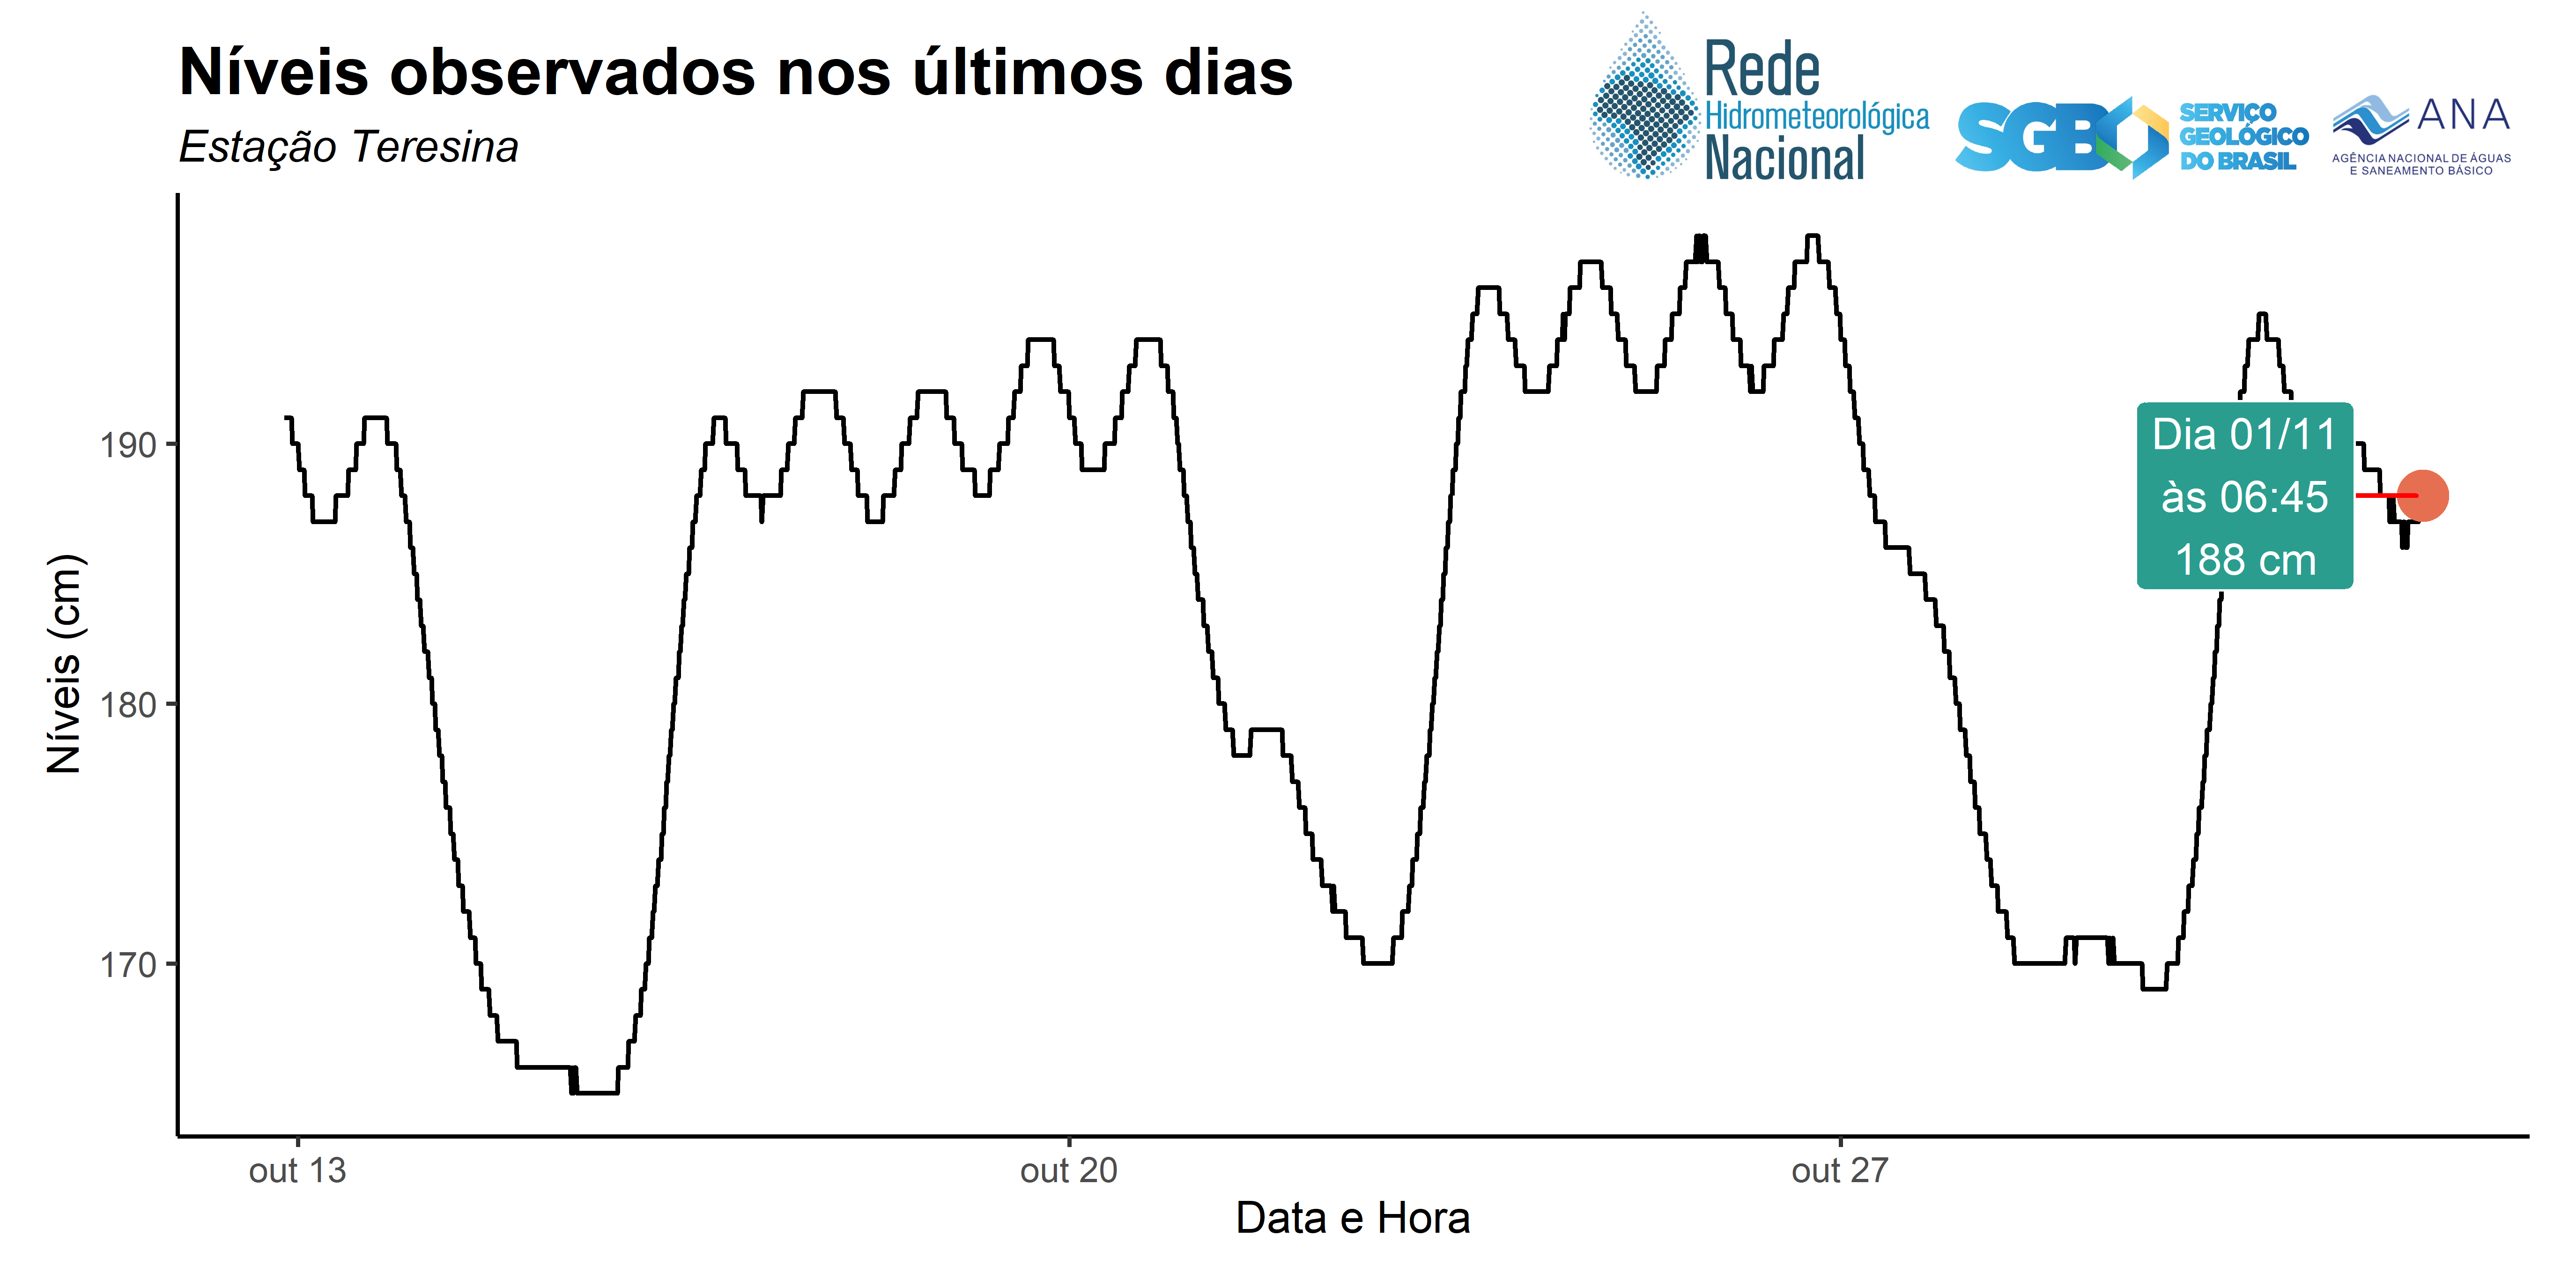 Níveis observados nos últimos dias
Estação Teresina
Rede
Hidrometeorológica
Nacional
SGB
SERVIÇO
GEOLÓGICO
DO BRASIL
ANA
AGÊNCIA NACIONAL DE ÁGUAS
E SANEAMENTO BÁSICO
Níveis (cm)
190
180
170
Dia 01/11
às 06:45
188 cm
out 13
out 20
out 27
Data e Hora